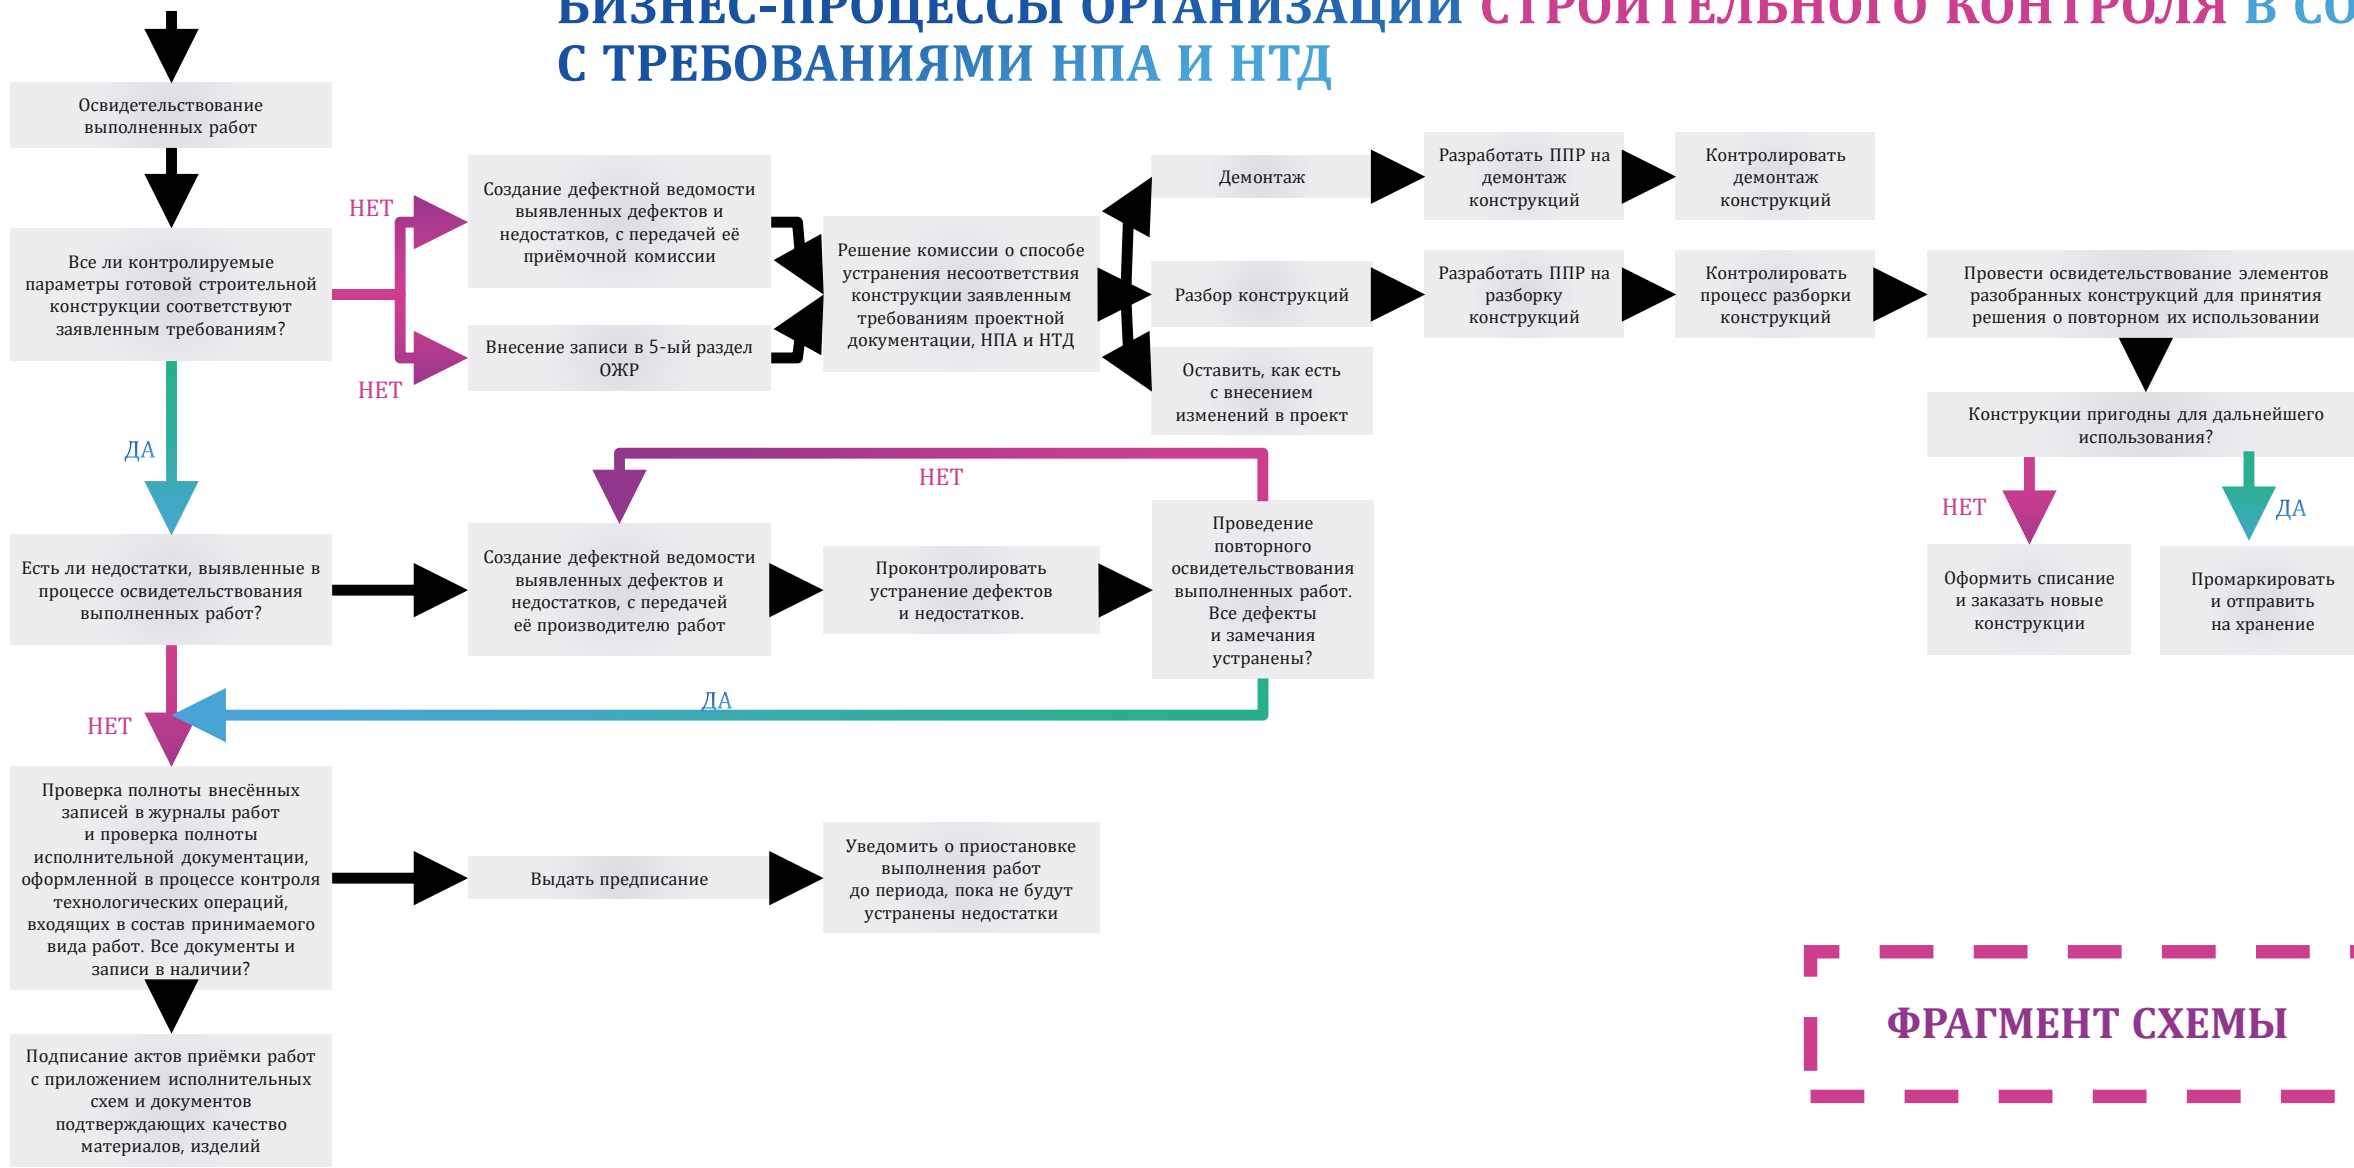 БИЗНЕС-ПРОЦЕССЫ ОРГАНИЗАЦИИ СТРОИТЕЛЬНОГО КОНТРОЛЯ В СО
С ТРЕБОВАНИЯМИ НПА И НТД
Освидетельствование
выполненных работ
Все ли контролируемые
параметры готовой строительной
конструкции соответствуют
заявленным требованиям?
НЕТ
НЕТ
Создание дефектной ведомости
выявленных дефектов и
недостатков, с передачей её
приёмочной комиссии
Внесение записи в 5-ый раздел
ОЖР
Решение комиссии о способе
устранения несоответствия
конструкции заявленным
требованиям проектной
документации, НПА и НТД
Демонтаж
Разработать ППР на
демонтаж
конструкций
Контролировать
демонтаж
конструкций
Разбор конструкций
Разработать ППР на
разборку
конструкций
Контролировать
процесс разборки
конструкций
Провести освидетельствование элементов
разобранных конструкций для принятия
решения о повторном их использовании
Оставить, как есть
с внесением
изменений в проект
Конструкции пригодны для дальнейшего
использования?
НЕТ
ДА
Оформить списание
и заказать новые
конструкции
Промаркировать
и отправить
на хранение
ДА
Есть ли недостатки, выявленные в
процессе освидетельствования
выполненных работ?
НЕТ
Создание дефектной ведомости
выявленных дефектов и
недостатков, с передачей
её производителю работ
Проконтролировать
устранение дефектов
и недостатков.
Проведение
повторного
освидетельствования
выполненных работ.
Все дефекты
и замечания
устранены?
ДА
НЕТ
Проверка полноты внесённых
записей в журналы работ
и проверка полноты
исполнительной документации,
оформленной в процессе контроля
технологических операций,
входящих в состав принимаемого
вида работ. Все документы и
записи в наличии?
Выдать предписание
Уведомить о приостановке
выполнения работ
до периода, пока не будут
устранены недостатки
Подписание актов приёмки работ
с приложением исполнительных
схем и документов
подтверждающих качество
материалов, изделий
ФРАГМЕНТ СХЕМЫ